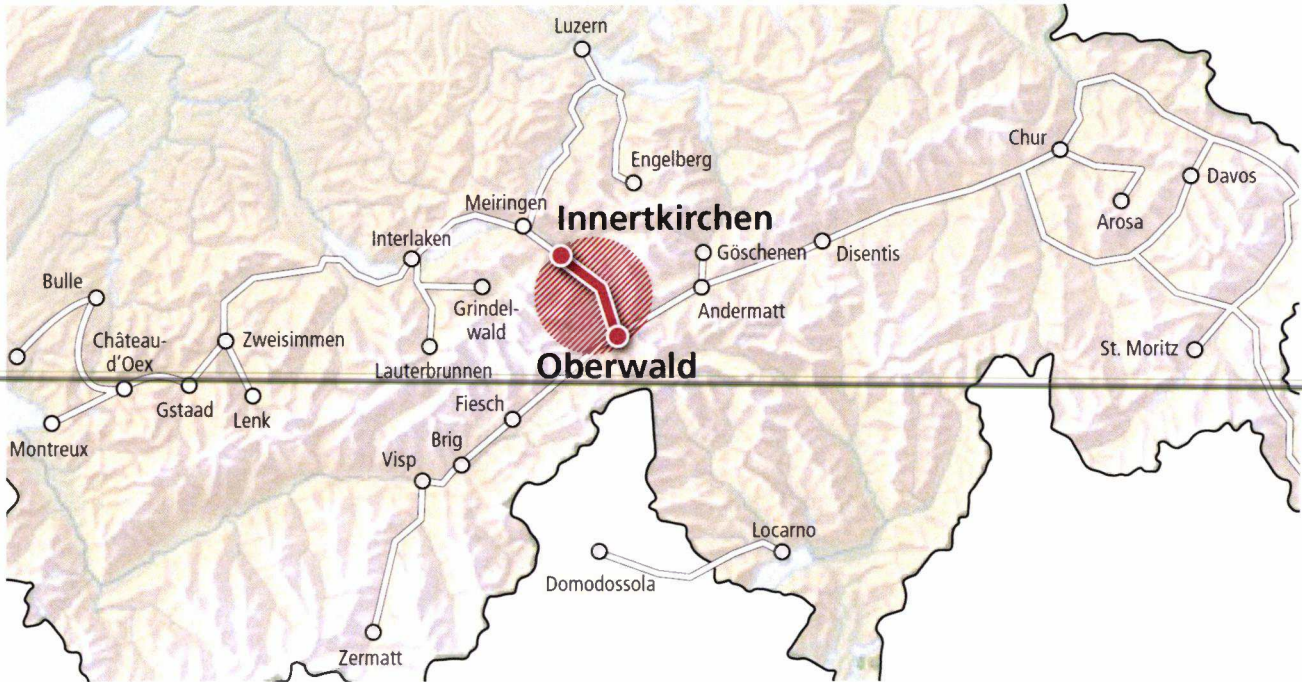 Luzern
Chur
Engelberg
Davos
Meiringen
Arosa
Innertkirchen
Interlaken
Göschenen
Disentis
Bulle
Grindel-
wald
Andermatt
Château-
d'Oex
Zweisimmen
St. Moritz
Oberwald
Lauterbrunnen
Gstaad
Lenk
Fiesch
Montreux
Brig
Visp
Locarno
Domodossola
Zermatt